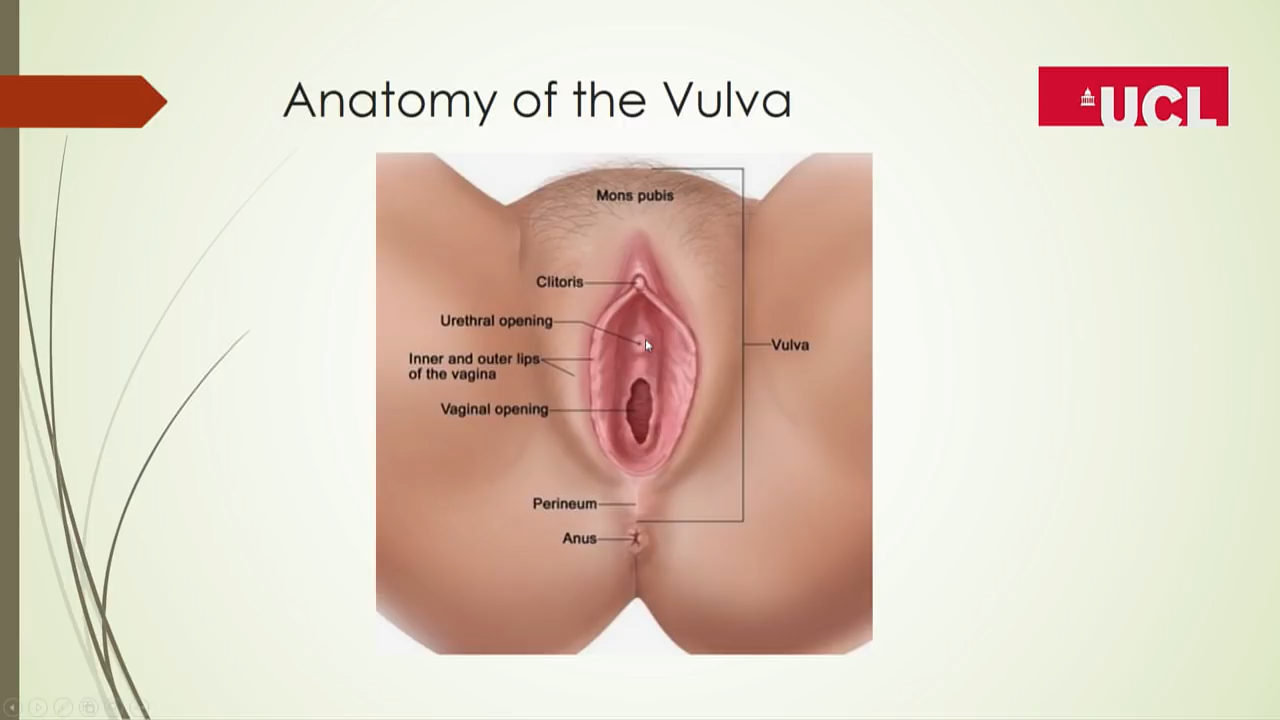 Anatomy of the Vulva
UCL
Mons pubis
Clitoris
Urethral opening
Inner and outer lips
of the vagina
Vaginal opening
Vulva
Perineum
Anus